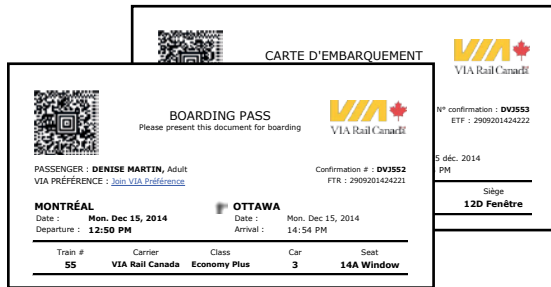 CARTE D'EMBARQUEMENT
VIA Rail Canada
N° confirmation : DVJ553
ETF : 2909201424222
5 déc. 2014
PM
Siège
12D Fenêtre
BOARDING PASS
Please present this document for boarding
VIA Rail Canada
PASSENGER : DENISE MARTIN, Adult
Confirmation # : DVJ552
VIA PRÉFÉRENCE : Join VIA Préférence
FTR : 2909201424221
MONTRÉAL OTTAWA
Date : Mon. Dec 15, 2014 Date : Mon. Dec 15, 2014
Departure : 12:50 PM Arrival : 14:54 PM
Train # Carrier Class Car Seat
55 VIA Rail Canada Economy Plus 3 14A Window